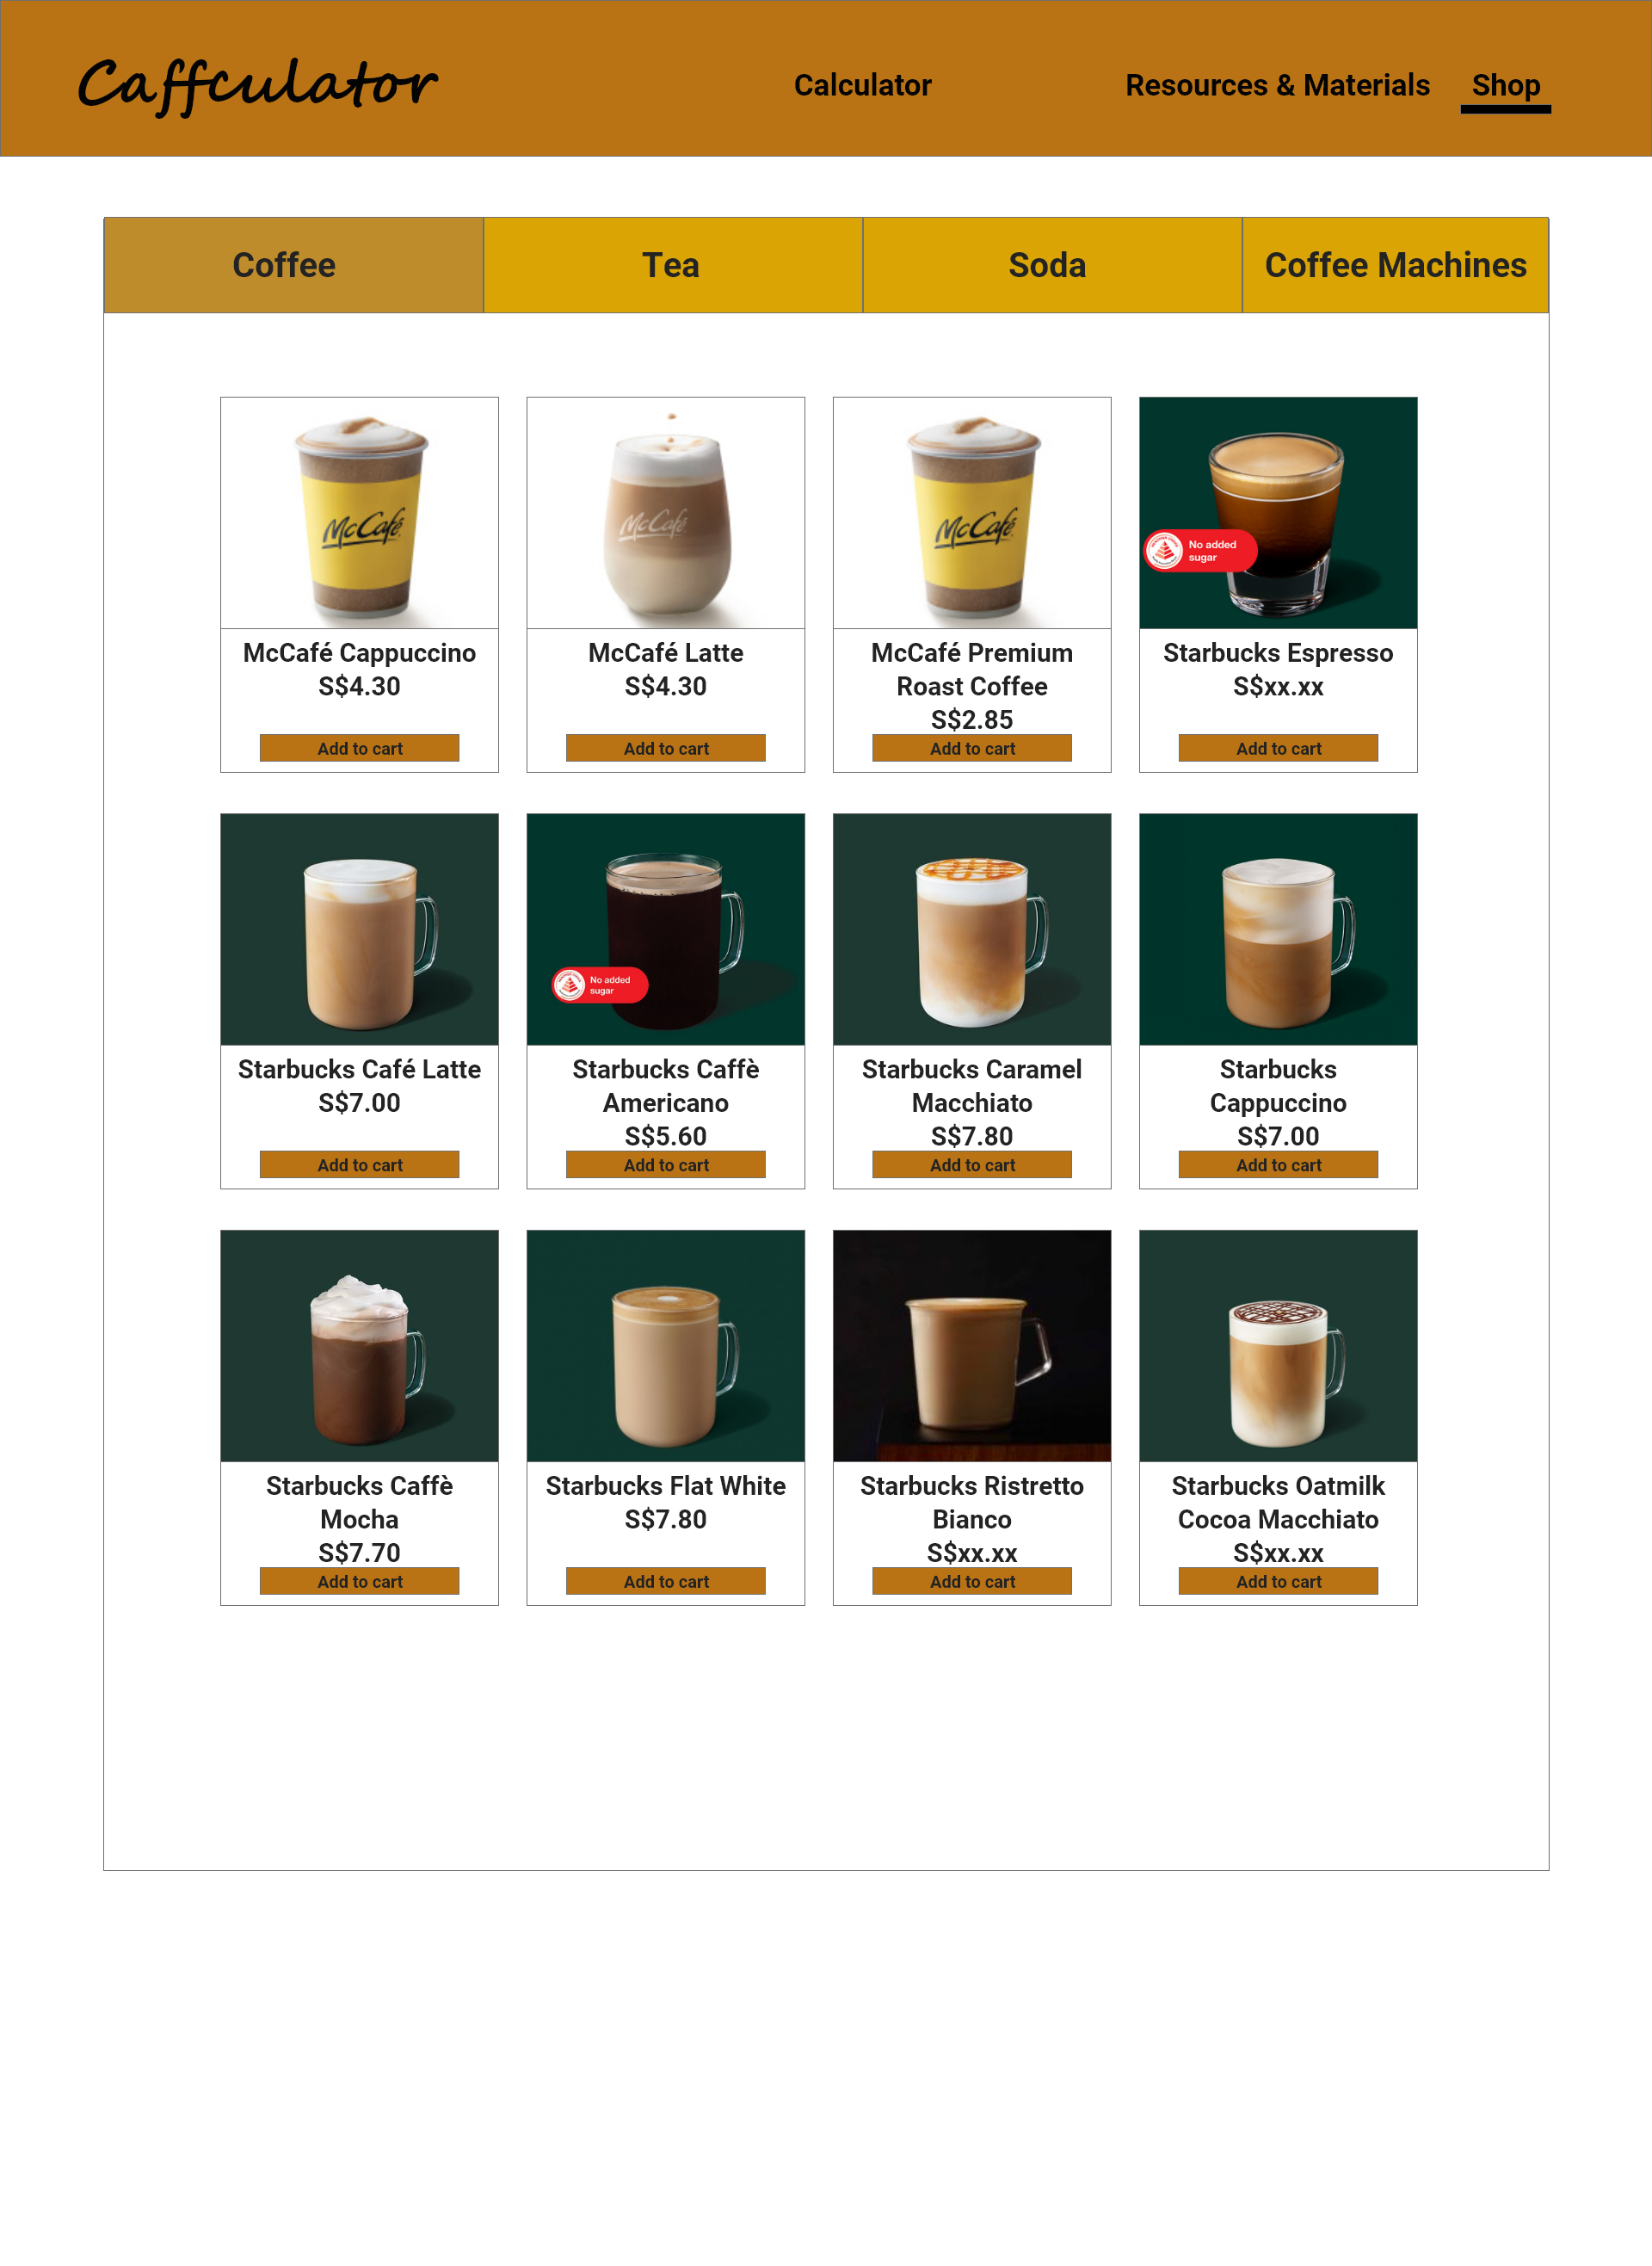 Caffculator
Calculator
Resources & Materials
Shop
Coffee
Tea
Soda
Coffee Machines
McCafé
McCafé
McCafé
No added
sugar
McCafé Cappuccino
S$4.30
Add to cart
McCafé Latte
S$4.30
Add to cart
McCafé Premium
Roast Coffee
S$2.85
Add to cart
Starbucks Espresso
S$xx.xx
Add to cart
No added
sugar
Starbucks Café Latte
S$7.00
Add to cart
Starbucks Caffè
Americano
S$5.60
Add to cart
Starbucks Caramel
Macchiato
S$7.80
Add to cart
Starbucks
Cappuccino
S$7.00
Add to cart
Starbucks Caffè
Mocha
S$7.70
Add to cart
Starbucks Flat White
S$7.80
Add to cart
Starbucks Ristretto
Bianco
S$xx.xx
Add to cart
Starbucks Oatmilk
Cocoa Macchiato
S$xx.xx
Add to cart